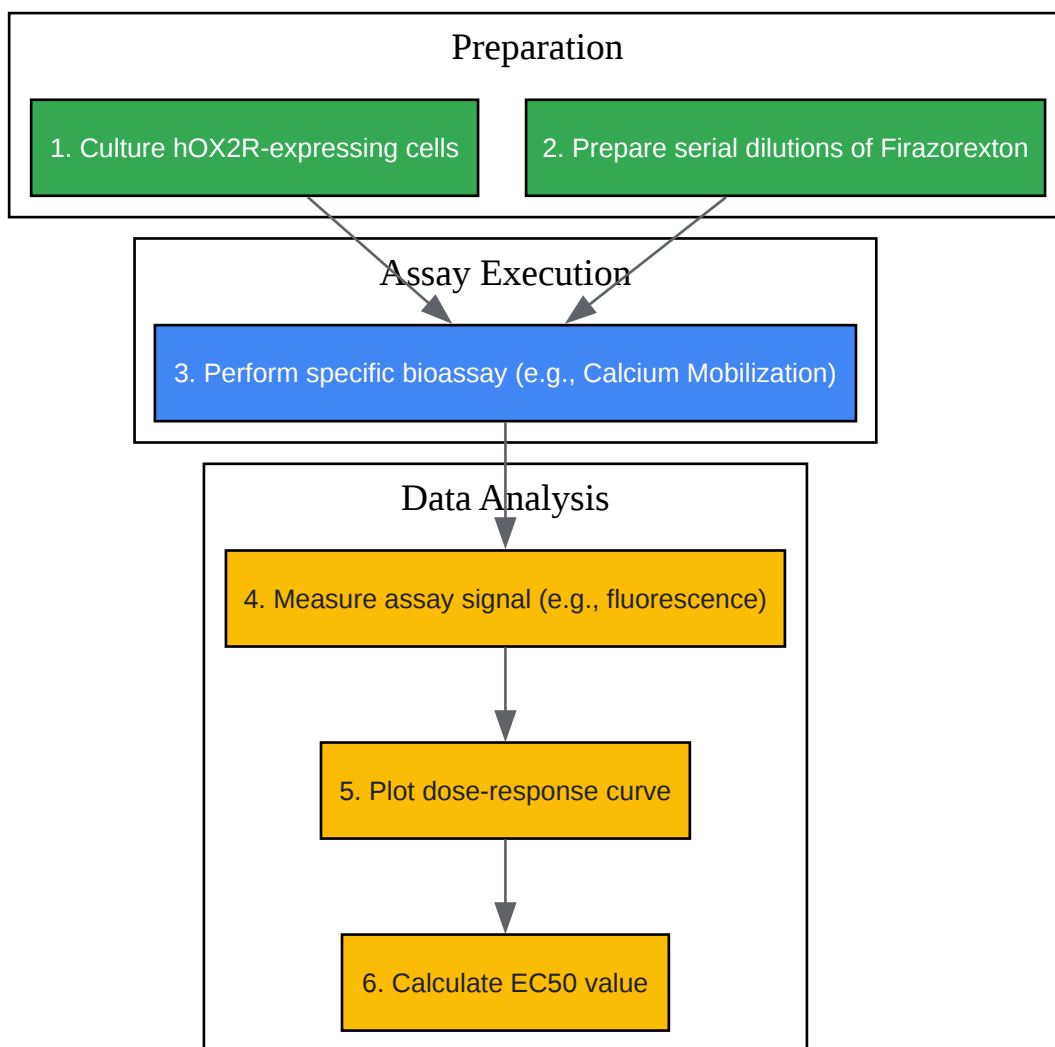 Preparation
1. Culture hOX2R-expressing cells
2. Prepare serial dilutions of Firazorexton
Assay Execution
3. Perform specific bioassay (e.g., Calcium Mobilization)
Data Analysis
4. Measure assay signal (e.g., fluorescence)
5. Plot dose-response curve
6. Calculate EC50 value